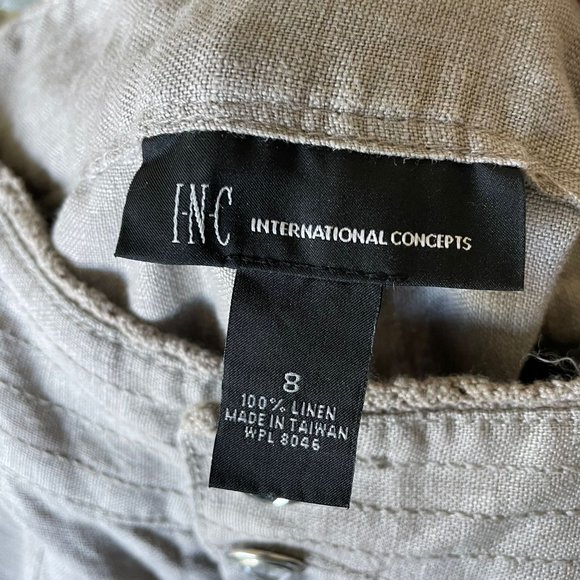 I-N-C INTERNATIONAL CONCEPTS
8
100% LINEN
MADE IN TAIWAN
WPL 8046